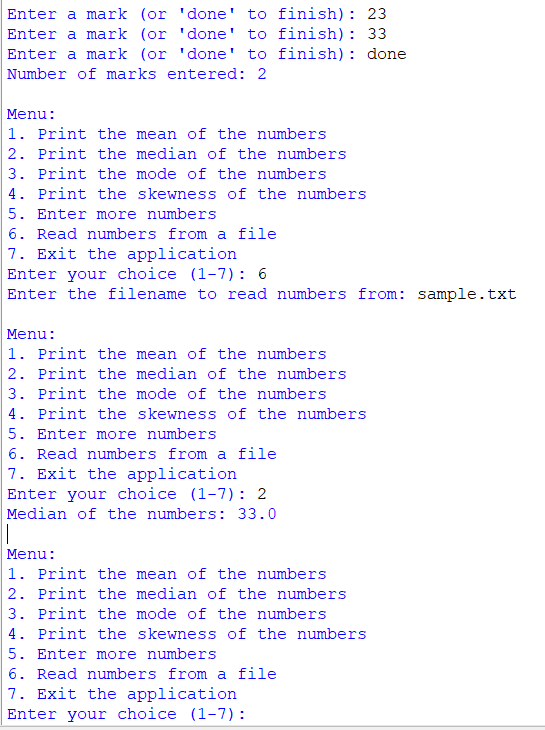 Enter a mark (or 'done' to finish): 23
Enter a mark (or 'done' to finish): 33
Enter a mark (or 'done' to finish): done
Number of marks entered: 2

Menu:
1. Print the mean of the numbers
2. Print the median of the numbers
3. Print the mode of the numbers
4. Print the skewness of the numbers
5. Enter more numbers
6. Read numbers from a file
7. Exit the application
Enter your choice (1-7): 6
Enter the filename to read numbers from: sample.txt

Menu:
1. Print the mean of the numbers
2. Print the median of the numbers
3. Print the mode of the numbers
4. Print the skewness of the numbers
5. Enter more numbers
6. Read numbers from a file
7. Exit the application
Enter your choice (1-7): 2
Median of the numbers: 33.0

Menu:
1. Print the mean of the numbers
2. Print the median of the numbers
3. Print the mode of the numbers
4. Print the skewness of the numbers
5. Enter more numbers
6. Read numbers from a file
7. Exit the application
Enter your choice (1-7):